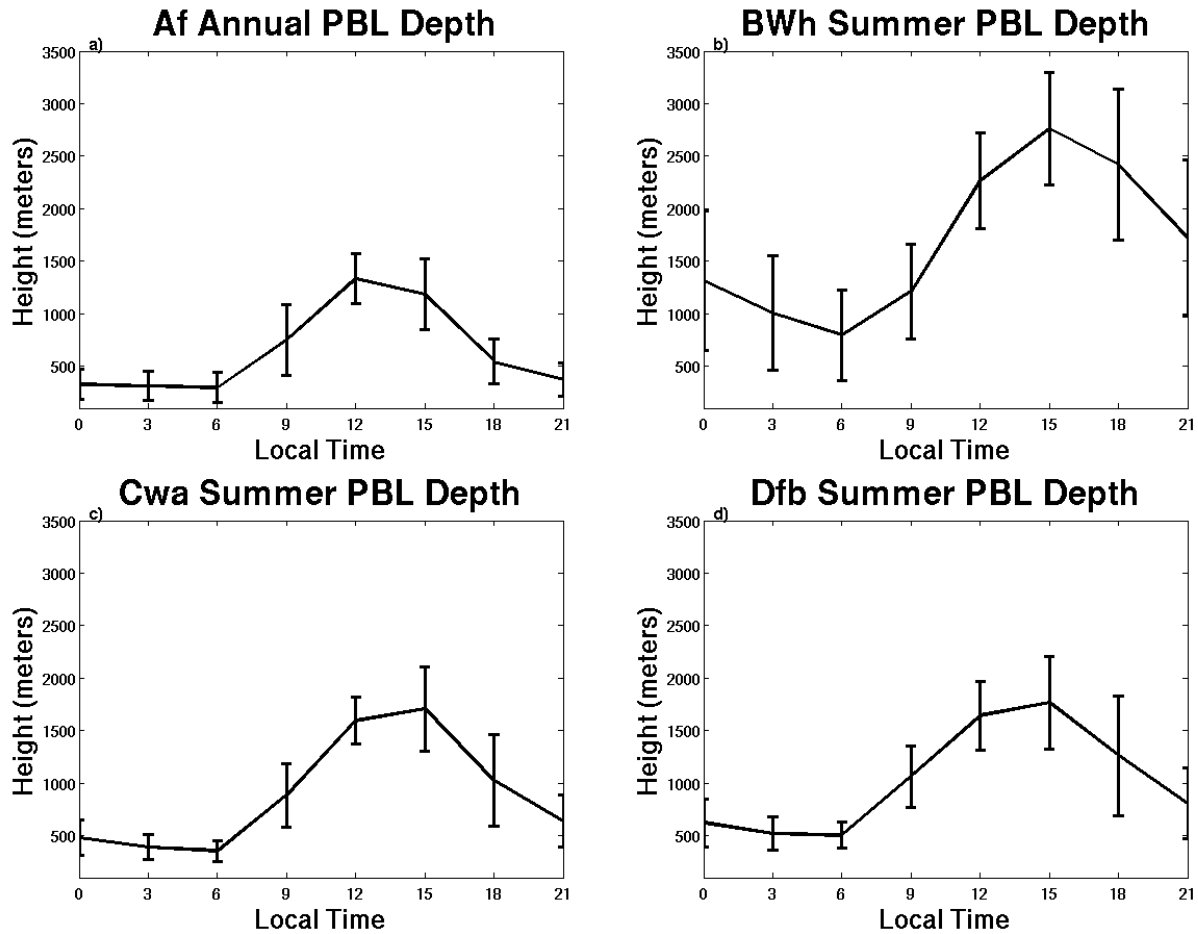 Af Annual PBL Depth
a)
3500
3000
2500
2000
1500
1000
500
Height (meters)
0 3 6 9 12 15 18 21
Local Time
BWh Summer PBL Depth
b)
3500
3000
2500
2000
1500
1000
500
Height (meters)
0 3 6 9 12 15 18 21
Local Time
Cwa Summer PBL Depth
c)
3500
3000
2500
2000
1500
1000
500
Height (meters)
0 3 6 9 12 15 18 21
Local Time
Dfb Summer PBL Depth
d)
3500
3000
2500
2000
1500
1000
500
Height (meters)
0 3 6 9 12 15 18 21
Local Time